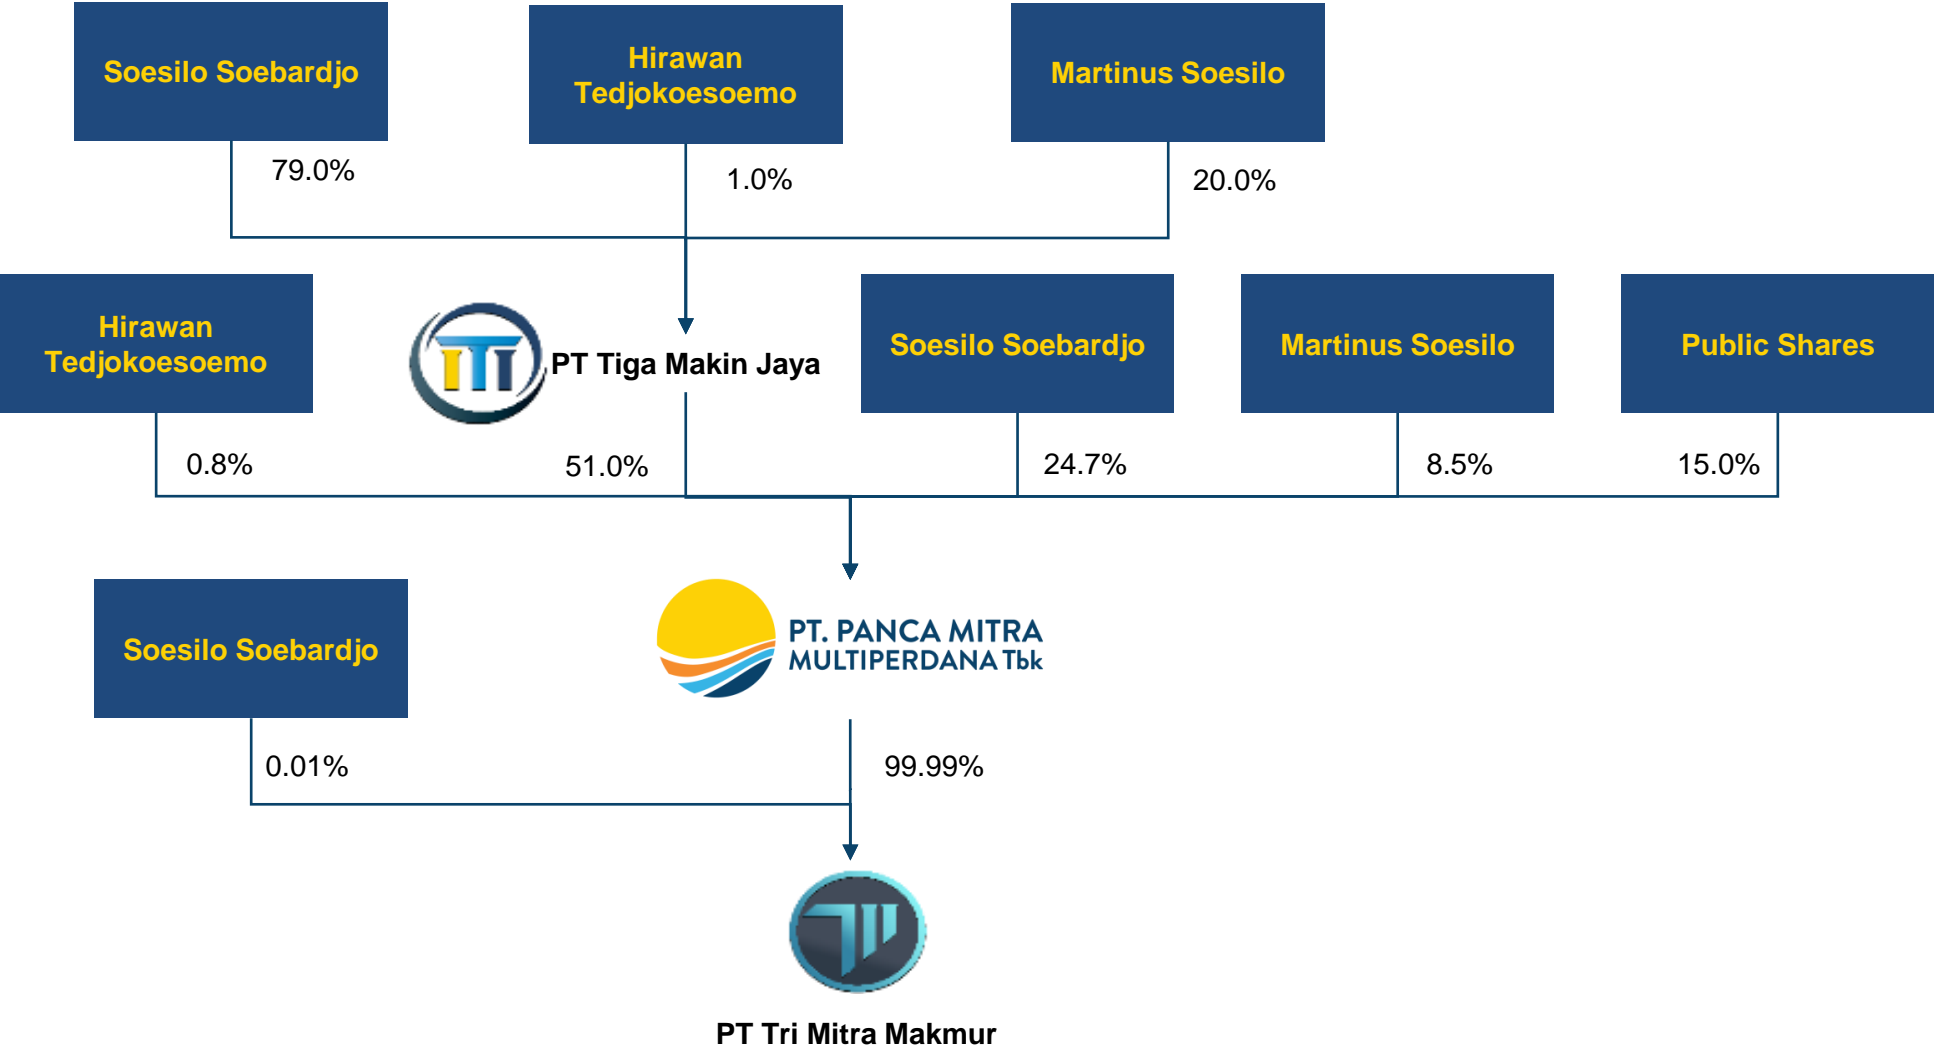 Soesilo Soebardjo
Hirawan
Tedjokoesoemo
Martinus Soesilo
79.0%
1.0%
20.0%
Hirawan
Tedjokoesoemo
PT Tiga Makin Jaya
Soesilo Soebardjo
Martinus Soesilo
Public Shares
0.8%
51.0%
24.7%
8.5%
15.0%
Soesilo Soebardjo
PT. PANCA MITRA
MULTIPERDANA Tbk
0.01%
99.99%
PT Tri Mitra Makmur